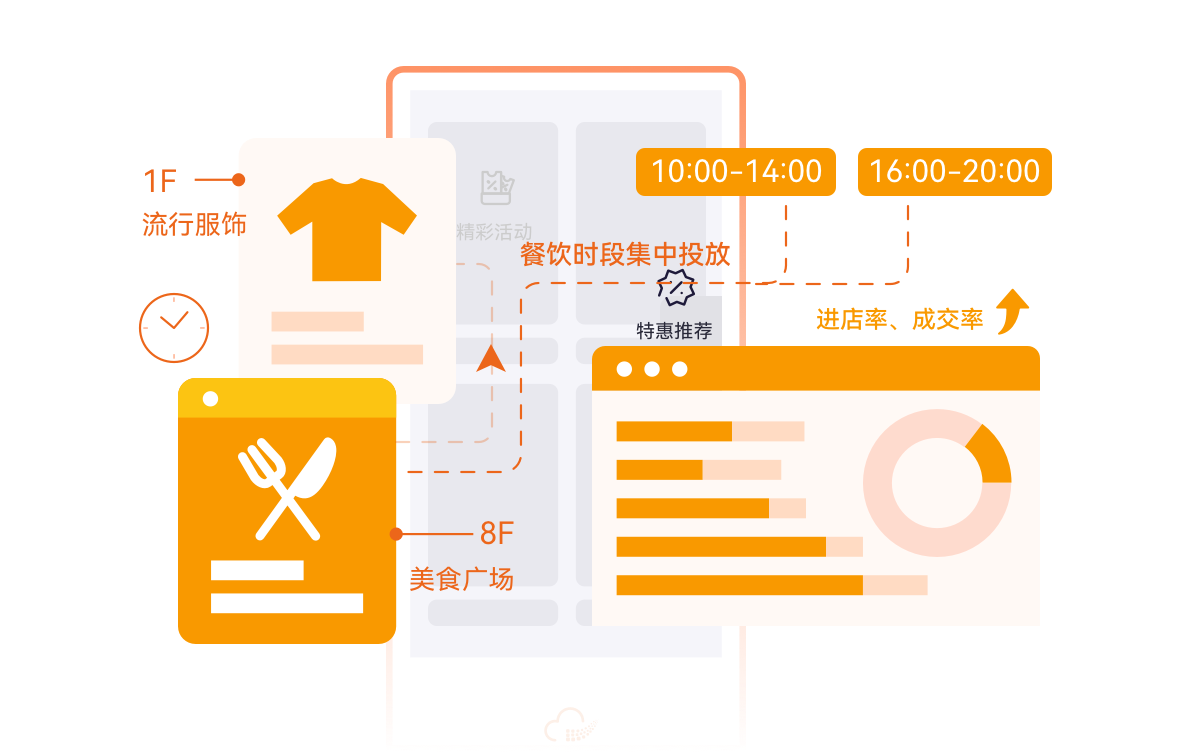 10:00-14:00
16:00-20:00
1F
流行服饰
精彩活动
餐饮时段集中投放
进店率、成交率
特惠推荐
8F
美食广场